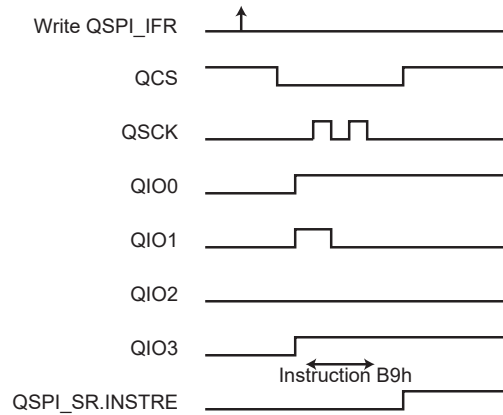 Write QSPI_IFR
QCS
QSCK
QIO0
QIO1
QIO2
QIO3
Instruction B9h
QSPI_SR.INSTRE